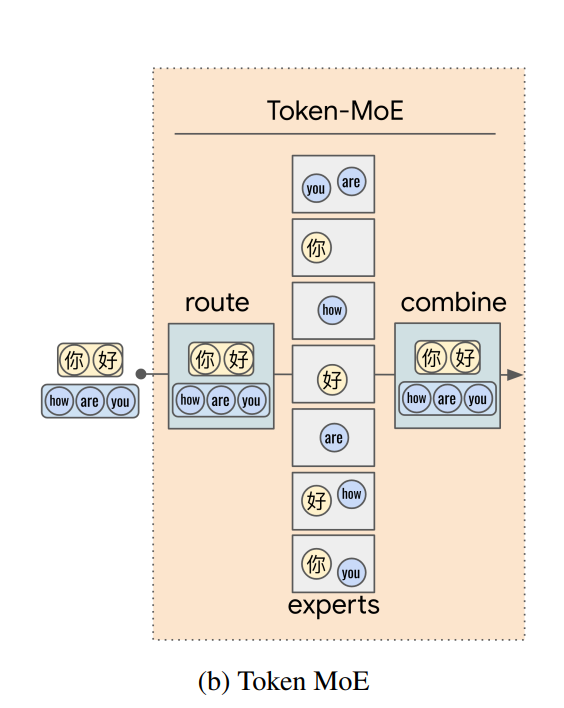 Token-MoE
you are
你
route
how
combine
你 好
how are you
你 好
how are you
好
你 好
how are you
are
好 how
你 you
experts
(b) Token MoE